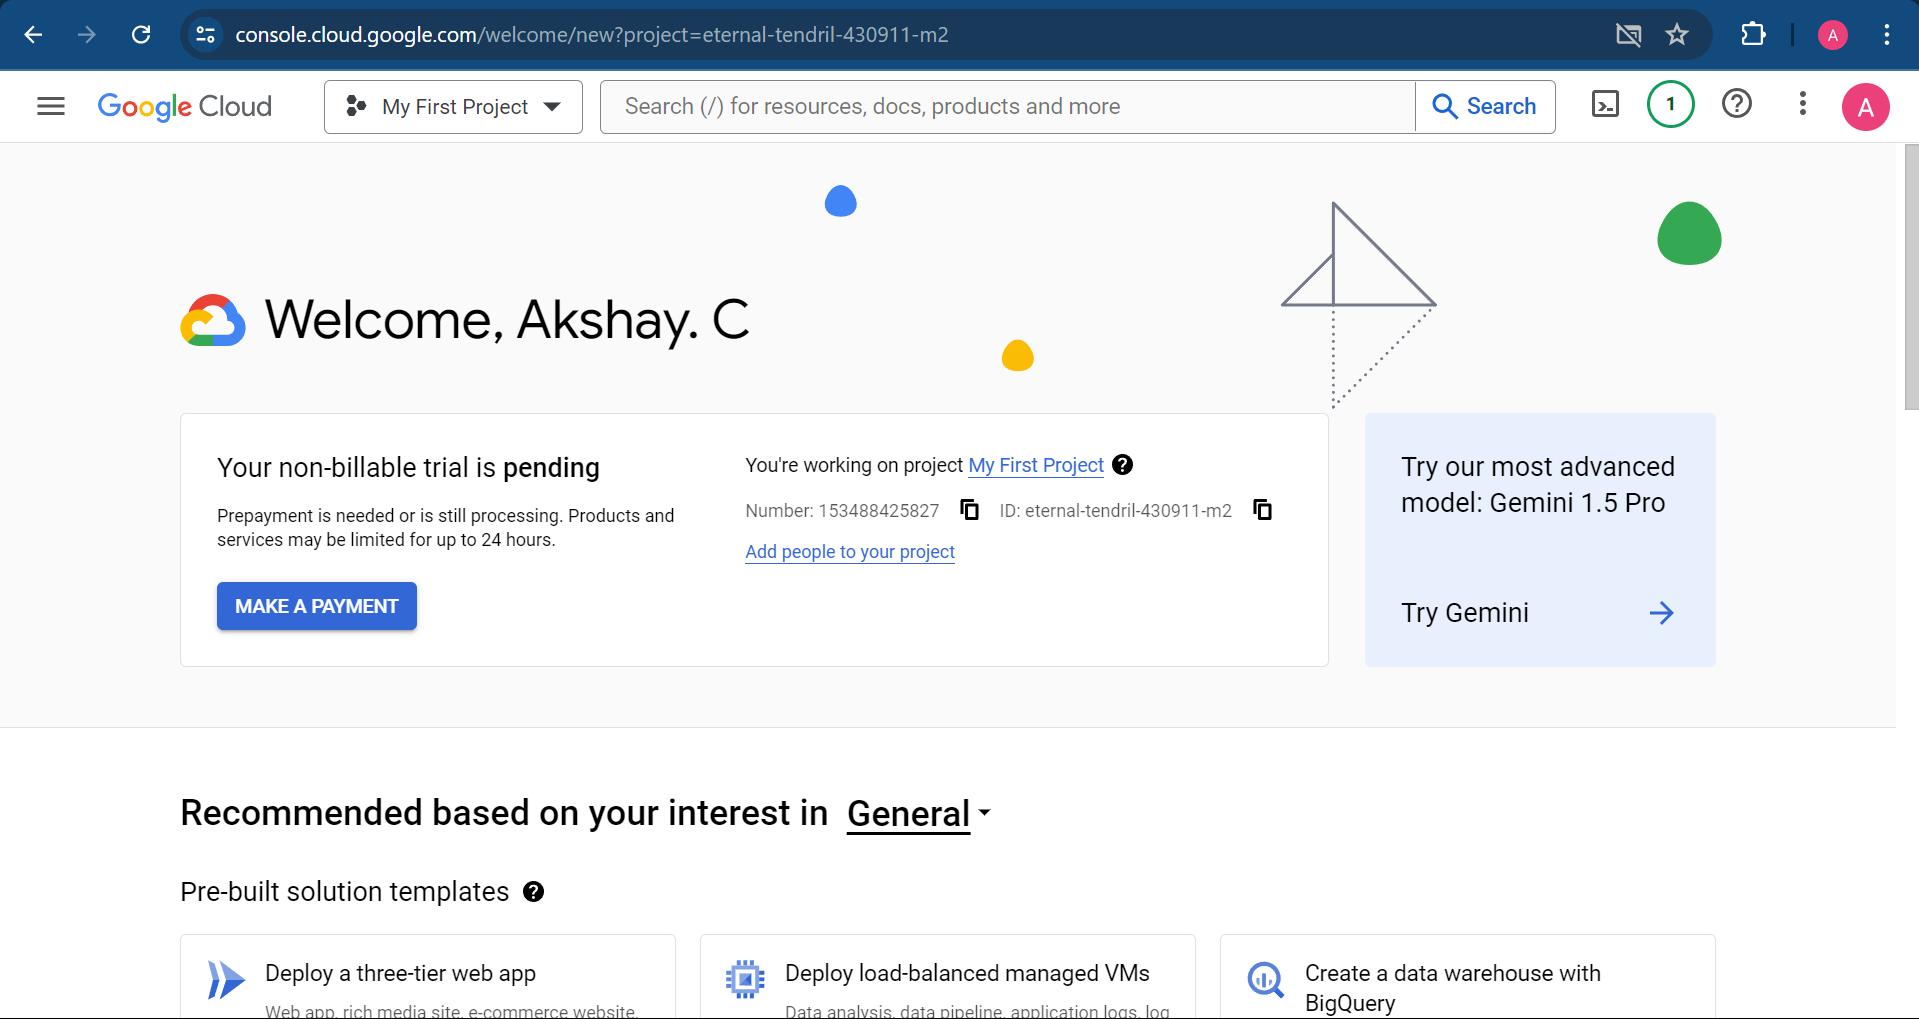 console.cloud.google.com/welcome/new?project=eternal-tendril-430911-m2
A
Google Cloud
My First Project
Search (/) for resources, docs, products and more
Search
1
A
Welcome, Akshay. C
Your non-billable trial is pending
Prepayment is needed or is still processing. Products and
services may be limited for up to 24 hours.
MAKE A PAYMENT
You're working on project My First Project
Number: 153488425827
ID: eternal-tendril-430911-m2
Add people to your project
Try our most advanced
model: Gemini 1.5 Pro
Try Gemini
Recommended based on your interest in General
Pre-built solution templates
Deploy a three-tier web app
Web app, rich media site, e-commerce website,
Deploy load-balanced managed VMs
Data analysis, data pipeline, application logs, log
Create a data warehouse with
BigQuery